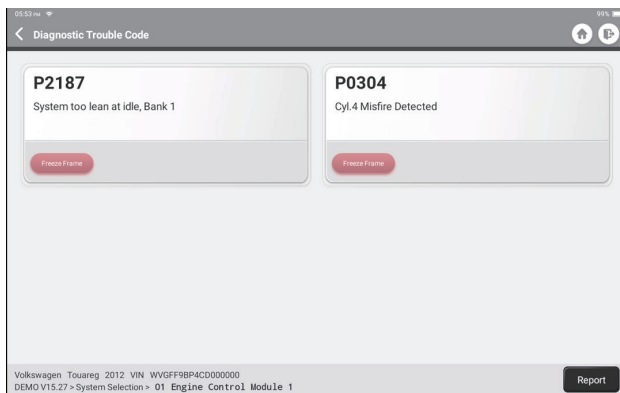 05:53 PM
99%
Diagnostic Trouble Code
P2187
System too lean at idle, Bank 1
Freeze Frame
P0304
Cyl.4 Misfire Detected
Freeze Frame
Volkswagen Touareg 2012 VIN WVGFF9BP4CD000000
DEMO V15.27 > System Selection > 01 Engine Control Module 1
Report